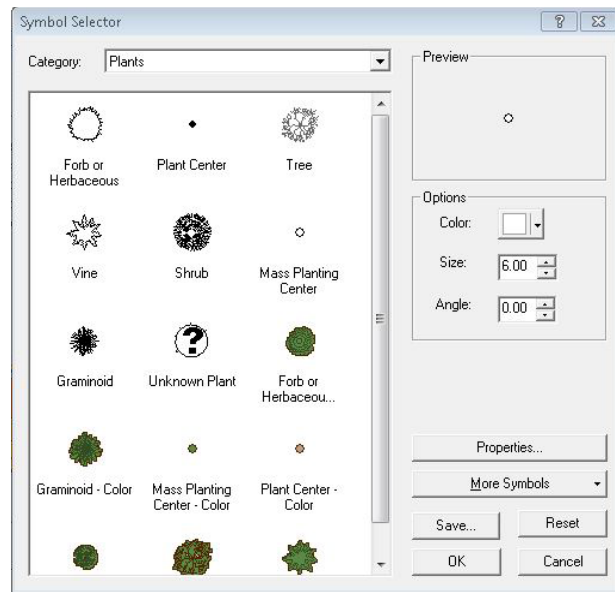 Symbol Selector
Category: Plants
Forb or
Herbaceous
Plant Center
Tree
Vine
Shrub
Mass Planting
Center
Graminoid
Unknown Plant
?
Forb or
Herbaceou...
Graminoid - Color
Mass Planting
Center - Color
Plant Center -
Color
Preview
Options
Color:
Size: 6.00
Angle: 0.00
Properties...
More Symbols
Save... Reset
OK Cancel